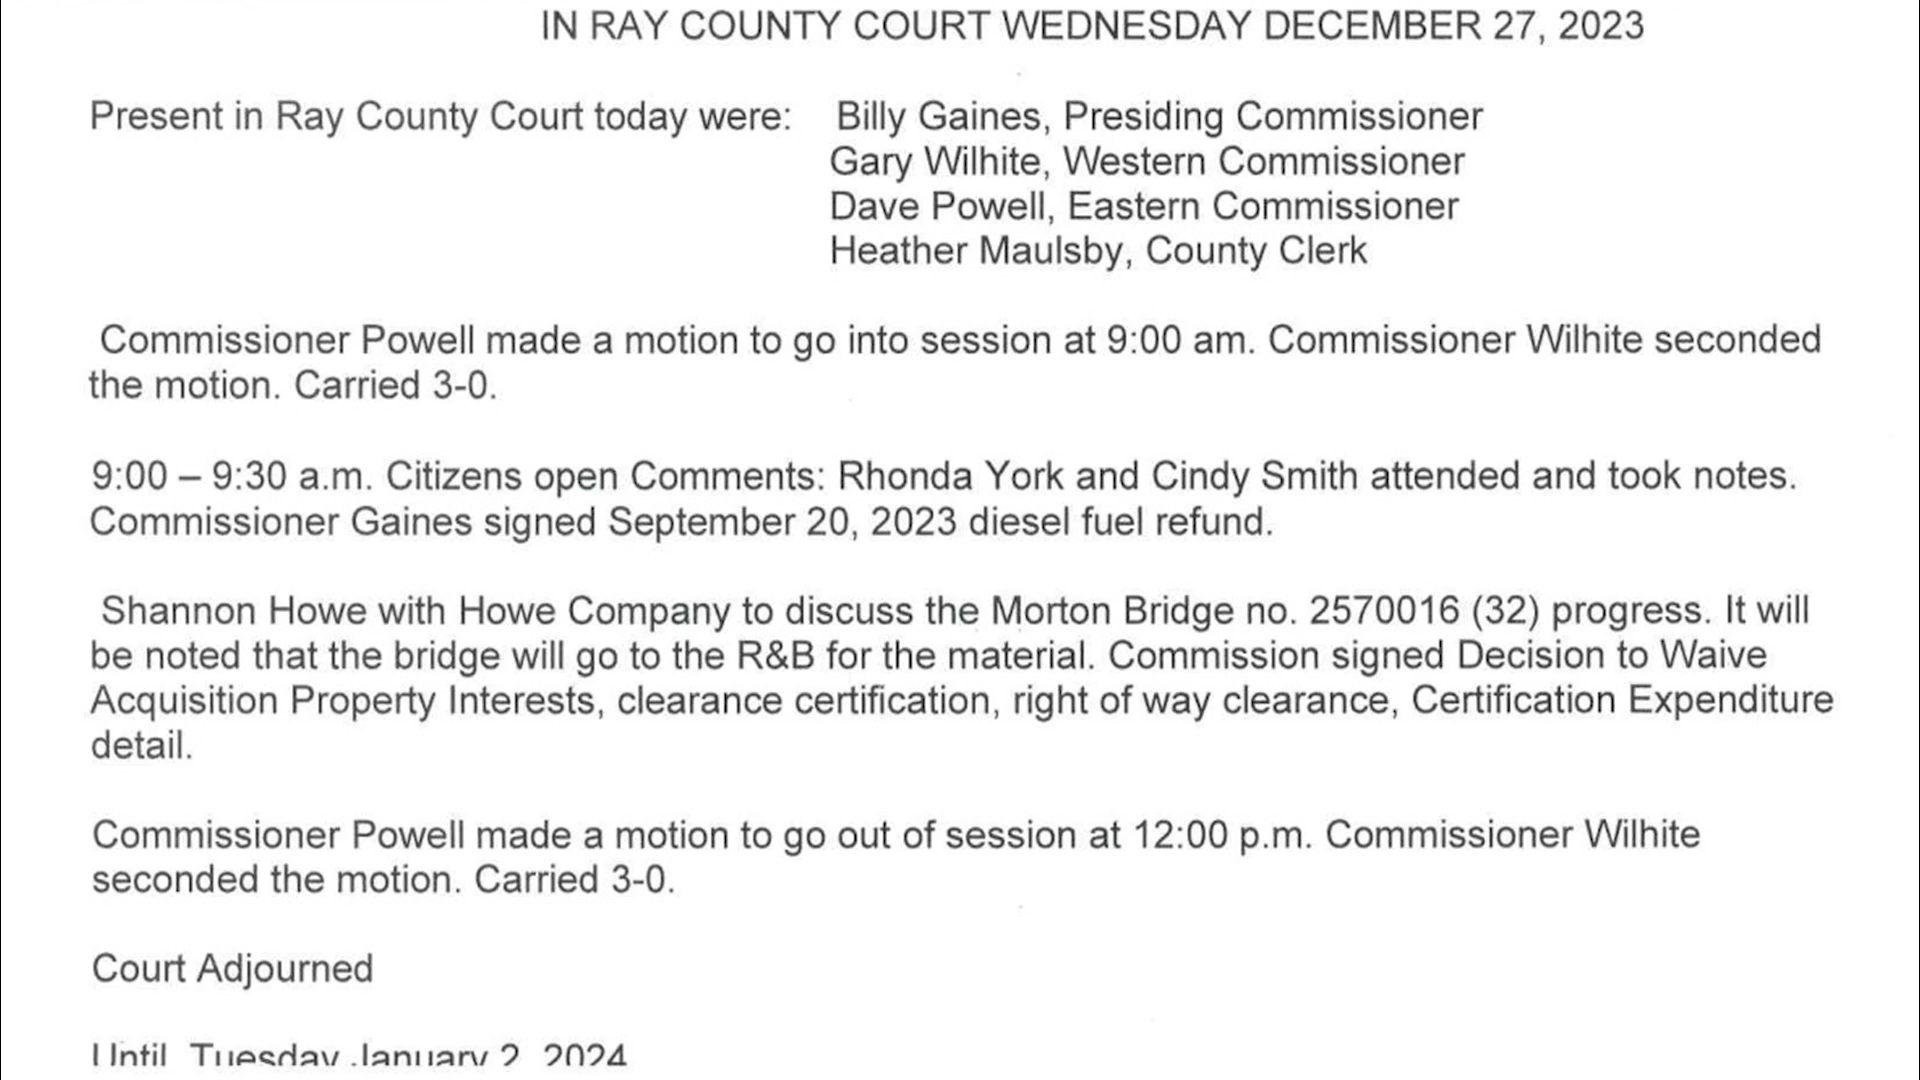 IN RAY COUNTY COURT WEDNESDAY DECEMBER 27, 2023
Present in Ray County Court today were: Billy Gaines, Presiding Commissioner
Gary Wilhite, Western Commissioner
Dave Powell, Eastern Commissioner
Heather Maulsby, County Clerk
Commissioner Powell made a motion to go into session at 9:00 am. Commissioner Wilhite seconded
the motion. Carried 3-0.
9:00 – 9:30 a.m. Citizens open Comments: Rhonda York and Cindy Smith attended and took notes.
Commissioner Gaines signed September 20, 2023 diesel fuel refund.
Shannon Howe with Howe Company to discuss the Morton Bridge no. 2570016 (32) progress. It will
be noted that the bridge will go to the R&B for the material. Commission signed Decision to Waive
Acquisition Property Interests, clearance certification, right of way clearance, Certification Expenditure
detail.
Commissioner Powell made a motion to go out of session at 12:00 p.m. Commissioner Wilhite
seconded the motion. Carried 3-0.
Court Adjourned
Until Tuesday January 2 2024